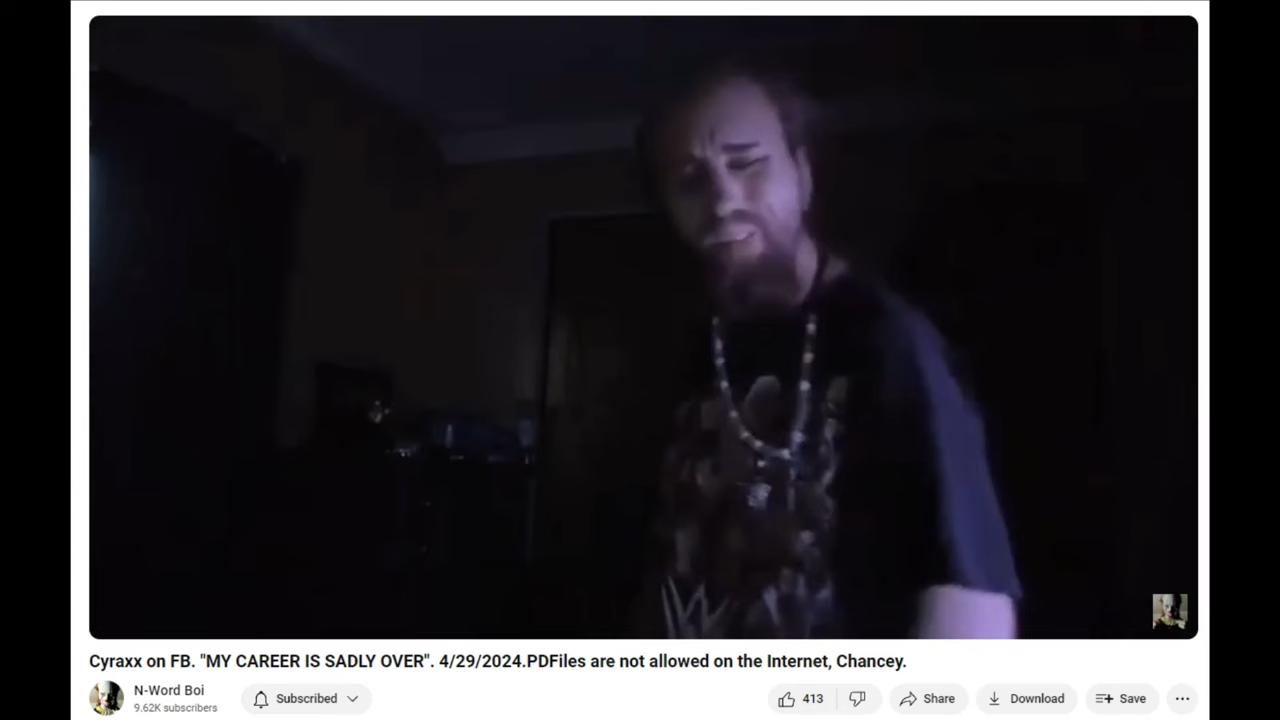 W
Cyraxx on FB. "MY CAREER IS SADLY OVER". 4/29/2024.PDFiles are not allowed on the Internet, Chancey.
N-Word Boi
9.62K subscribers
Subscribed
413
Share
Download
Save